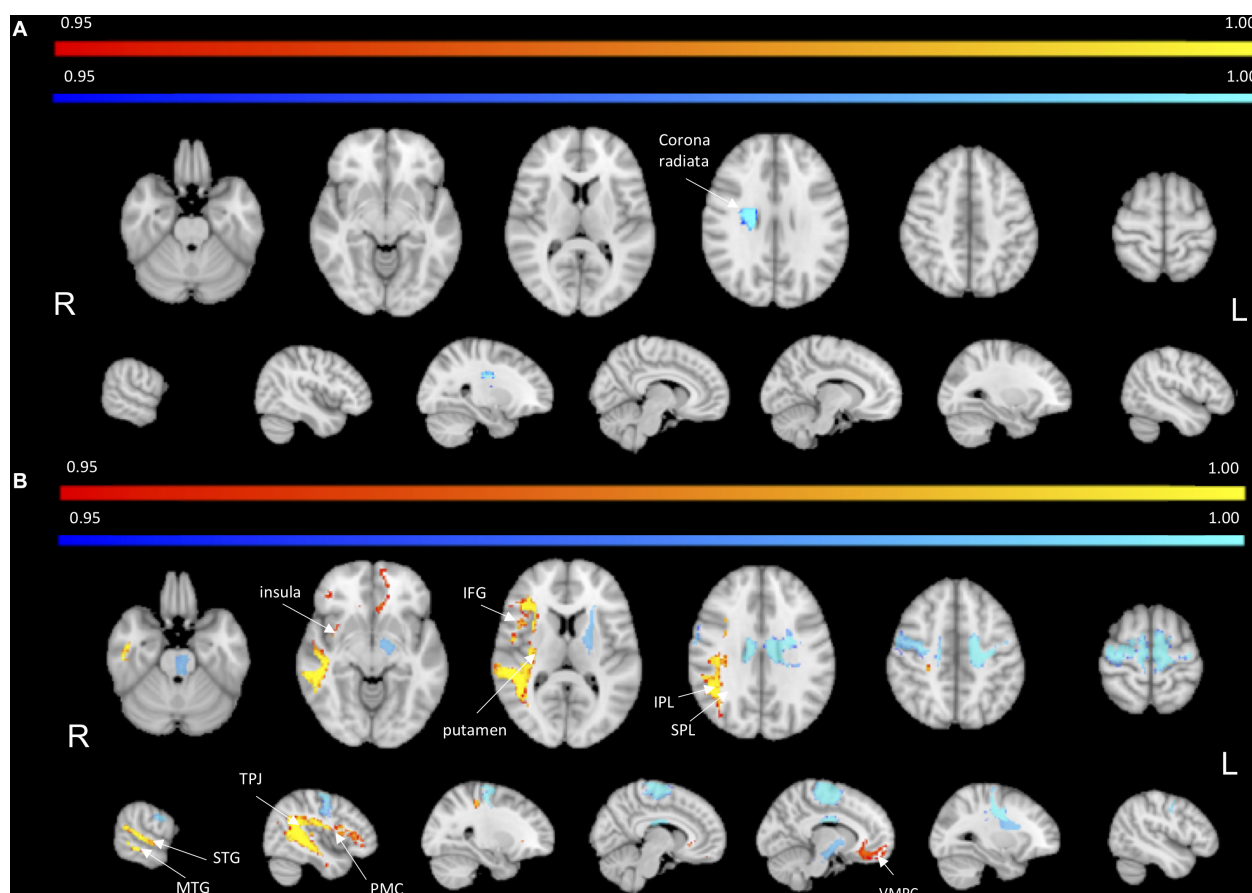 A
0.95 1.00
0.95 1.00
Corona
radiata
R L
B
0.95 1.00
0.95 1.00
insula IFG
putamen
IPL
SPL
R L
TPJ
STG
MTG PMC VMPC